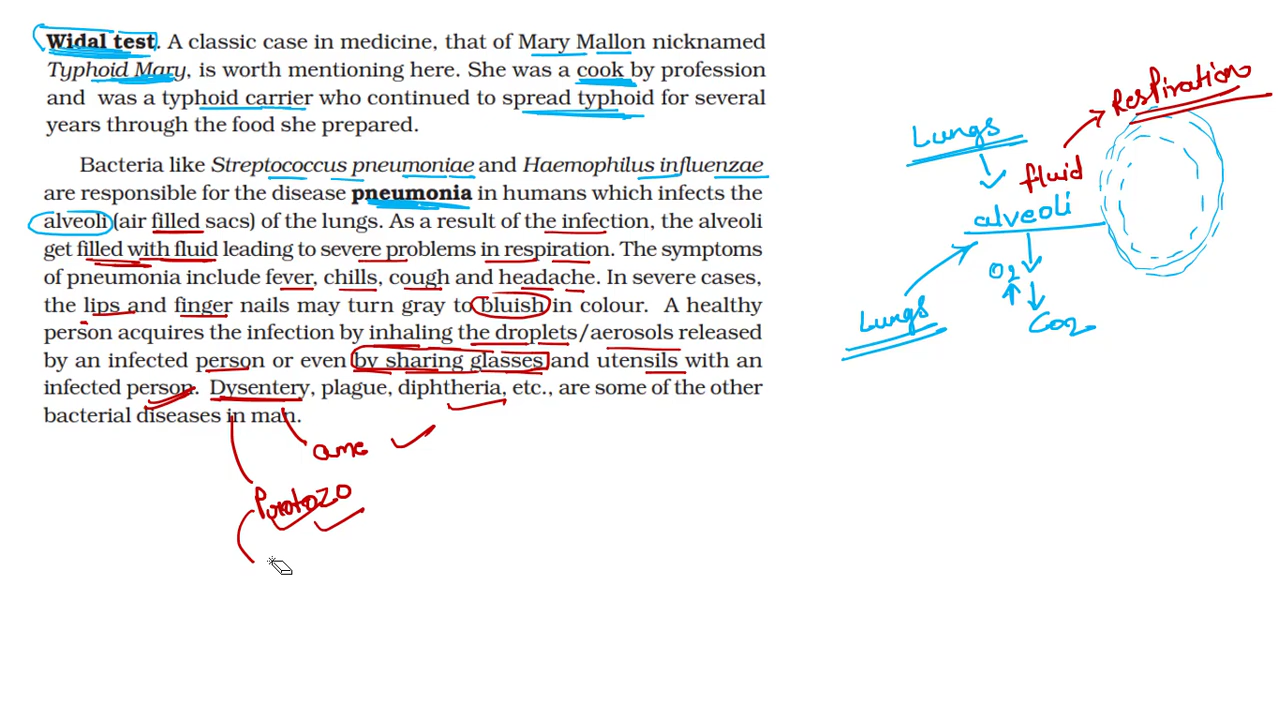 Widal test. A classic case in medicine, that of Mary Mallon nicknamed
Typhoid Mary, is worth mentioning here. She was a cook by profession
and was a typhoid carrier who continued to spread typhoid for several
years through the food she prepared.
Bacteria like Streptococcus pneumoniae and Haemophilus influenzae
are responsible for the disease pneumonia in humans which infects the
alveoli (air filled sacs) of the lungs. As a result of the infection, the alveoli
get filled with fluid leading to severe problems in respiration. The symptoms
of pneumonia include fever, chills, cough and headache. In severe cases,
the lips and finger nails may turn gray to bluish in colour. A healthy
person acquires the infection by inhaling the droplets/aerosols released
by an infected person or even by sharing glasses and utensils with an
infected person. Dysentery, plague, diphtheria, etc., are some of the other
bacterial diseases in man.
ame
Protozo
Respiration
Lungs
fluid
alveoli
O2
Lungs
CO2